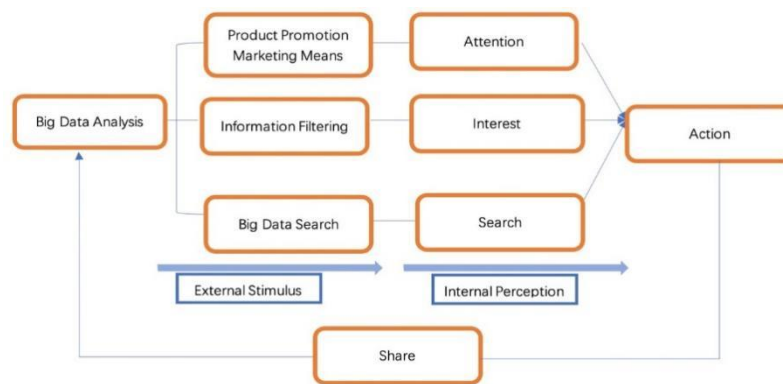 Product Promotion
Marketing Means
Attention
Big Data Analysis
Information Filtering
Interest
Action
Big Data Search
Search
External Stimulus
Internal Perception
Share